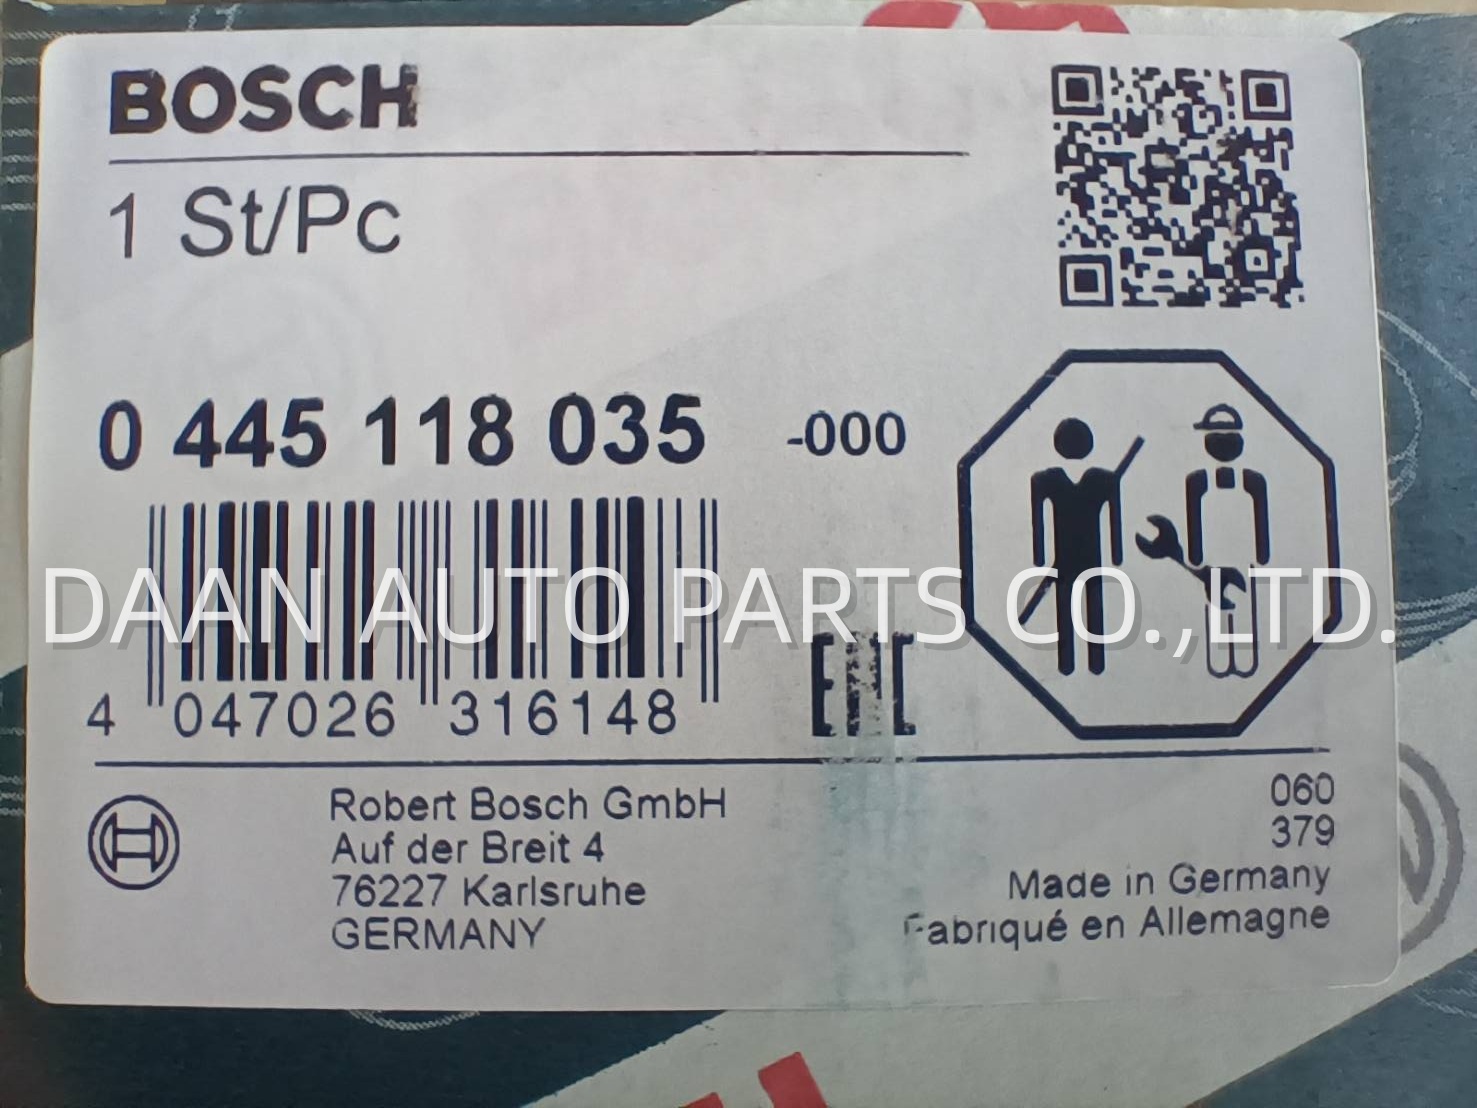 BOSCH
1 St/Pc
0 445 118 035 -000
DAAN AUTO PARTS CO.,LTD.
4 047026 316148
EAC
Robert Bosch GmbH
Auf der Breit 4
76227 Karlsruhe
GERMANY
060
379
Made in Germany
Fabriqué en Allemagne